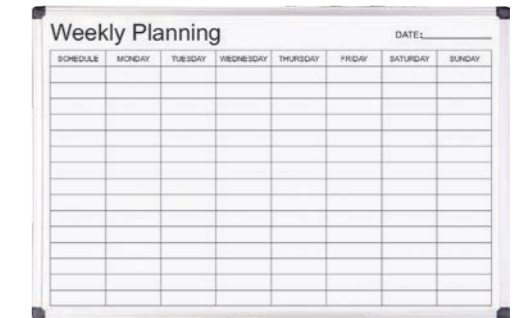 Weekly Planning
DATE:
SCHEDULE MONDAY TUESDAY WEDNESDAY THURSDAY FRIDAY SATURDAY SUNDAY